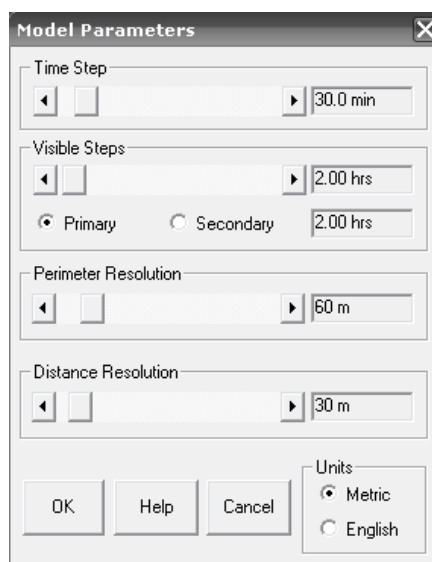 Model Parameters
Time Step
30.0 min
Visible Steps
2.00 hrs
Primary Secondary 2.00 hrs
Perimeter Resolution
60 m
Distance Resolution
30 m
Units
Metric
English
OK Help Cancel